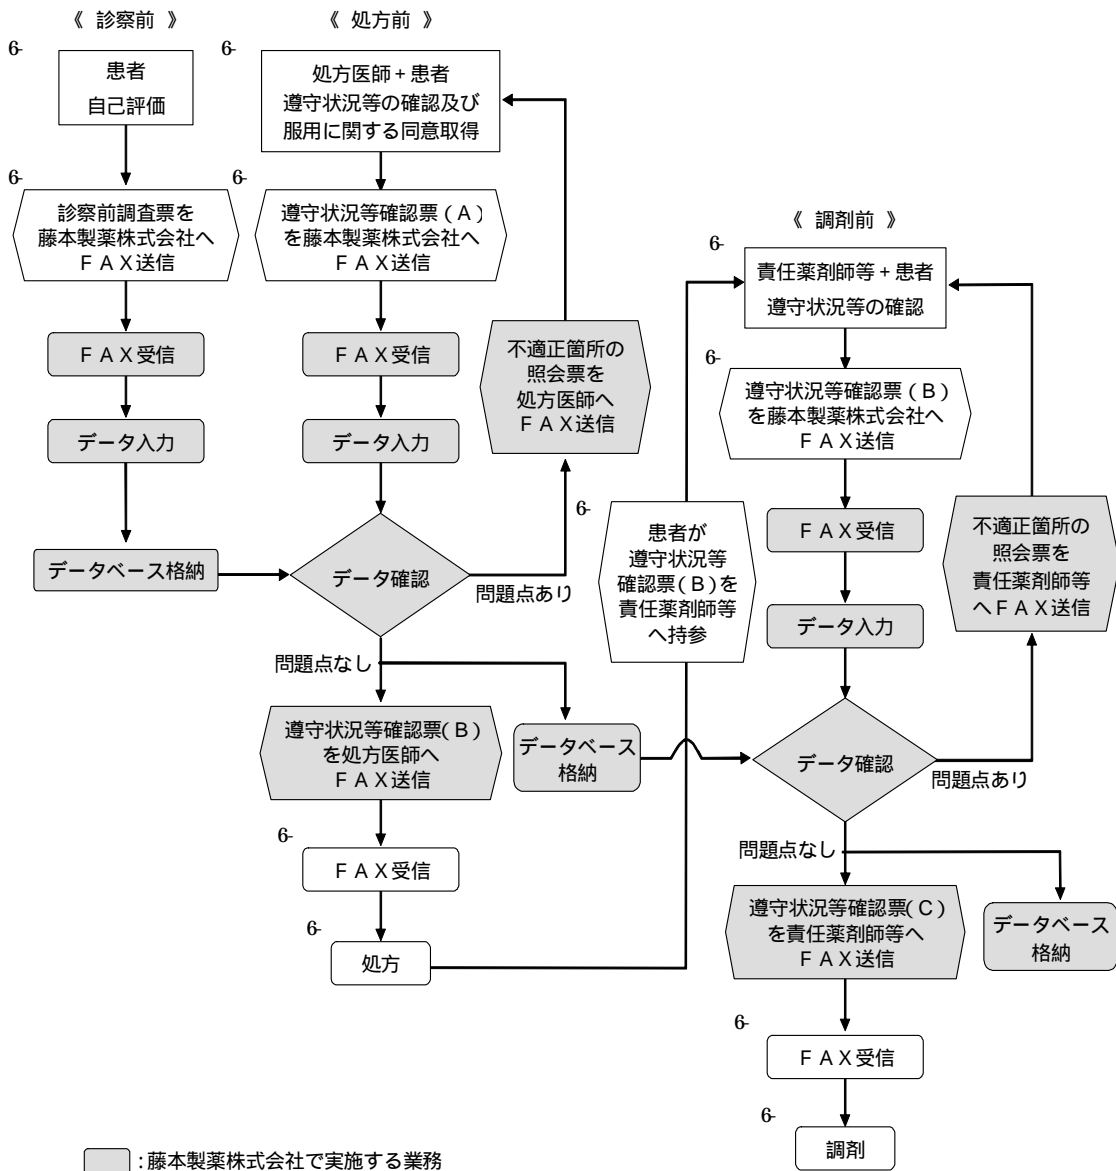 《 診察前 》
6-
患者
自己評価
6-
診察前調査票を
藤本製薬株式会社へ
ＦＡＸ送信
ＦＡＸ受信
データ入力
データベース格納
《 処方前 》
6-
処方医師+患者
遵守状況等の確認及び
服用に関する同意取得
6-
遵守状況等確認票(A)
を藤本製薬株式会社へ
ＦＡＸ送信
ＦＡＸ受信
データ入力
データ確認
問題点あり
不適正箇所の
照会票を
処方医師へ
ＦＡＸ送信
問題点なし
遵守状況等確認票(B)
を処方医師へ
ＦＡＸ送信
データベース
格納
6-
ＦＡＸ受信
6-
処方
6-
患者が
遵守状況等
確認票(B)を
責任薬剤師等
へ持参
《 調剤前 》
6-
責任薬剤師等+患者
遵守状況等の確認
6-
遵守状況等確認票(B)
を藤本製薬株式会社へ
ＦＡＸ送信
ＦＡＸ受信
データ入力
データ確認
問題点あり
不適正箇所の
照会票を
責任薬剤師等
へＦＡＸ送信
問題点なし
遵守状況等確認票(C)
を責任薬剤師等へ
ＦＡＸ送信
データベース
格納
6-
ＦＡＸ受信
6-
調剤
:藤本製薬株式会社で実施する業務